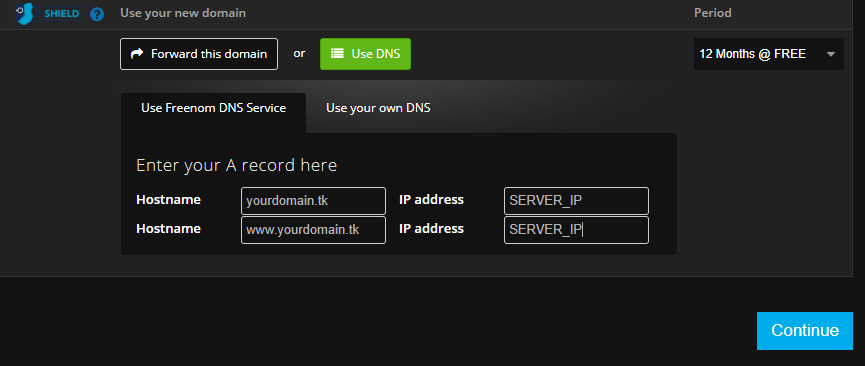 SHIELD ? Use your new domain Period
Forward this domain or Use DNS 12 Months @ FREE
Use Freenom DNS Service Use your own DNS
Enter your A record here
Hostname yourdomain.tk IP address SERVER_IP
Hostname www.yourdomain.tk IP address SERVER_IP
Continue